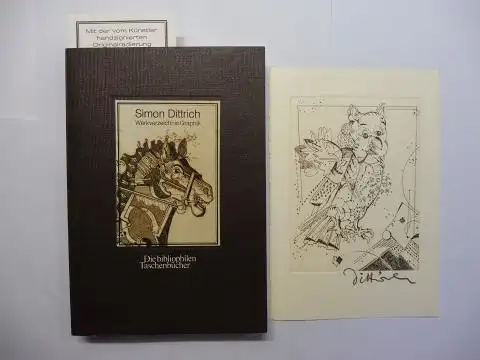 Mit der vom Künstler
handsignierten
Originalradierung
Simon Dittrich
Werkverzeichnis Graphik
Die bibliophilen
Taschenbücher
Dittrich